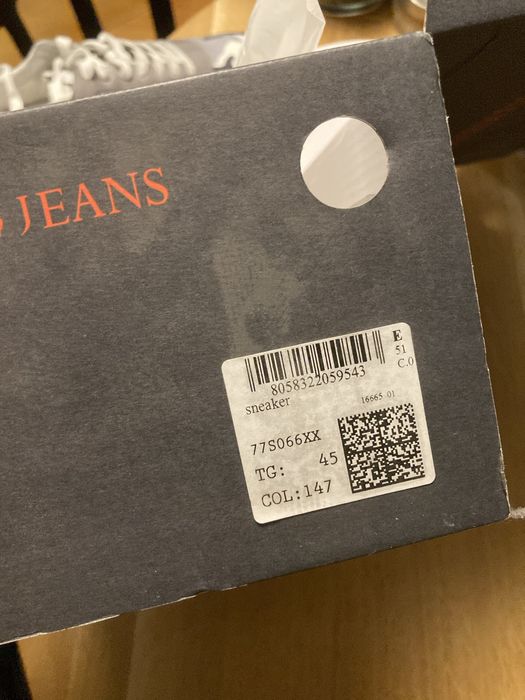 JEANS
8058322059543
sneaker
16665 01
E
51
C.0
77S066XX
TG: 45
COL:147